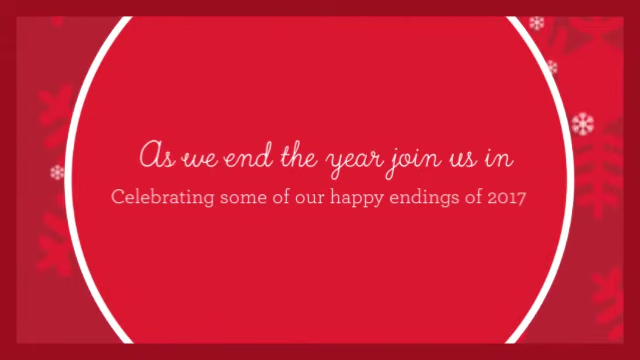 As we end the year join us in
Celebrating some of our happy endings of 2017